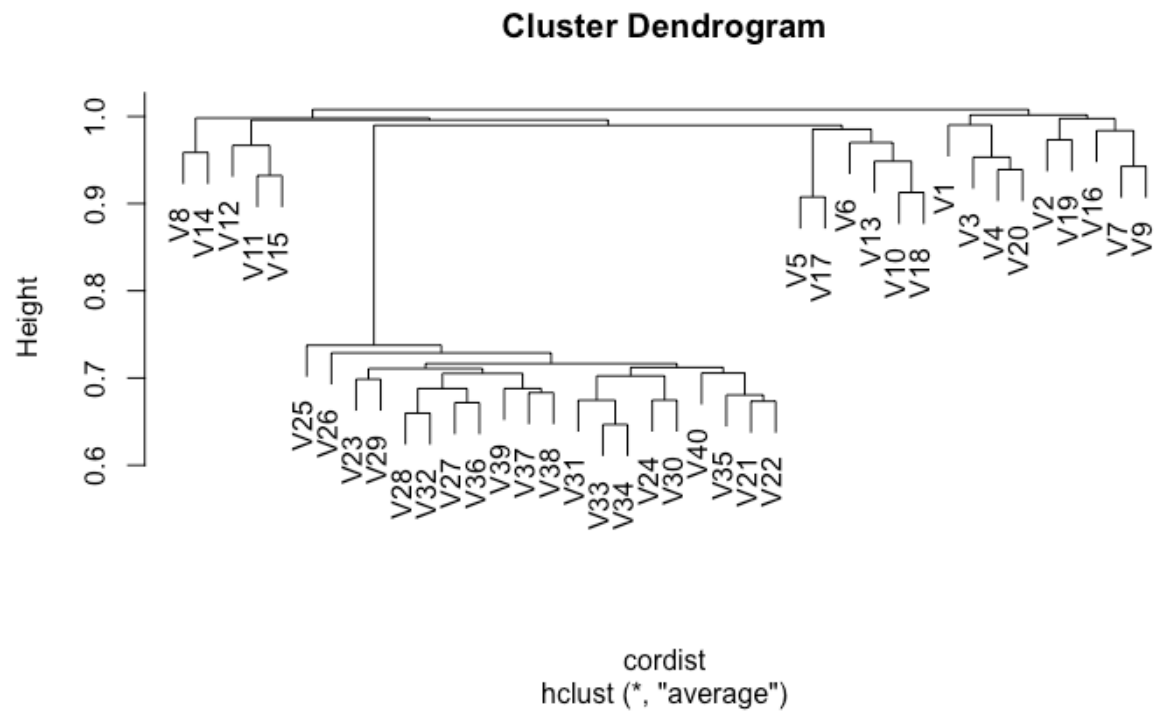 Cluster Dendrogram
Height
1.0
0.9
0.8
0.7
0.6
V8
V14
V12
V11
V15
V25
V26
V23
V29
V28
V32
V27
V36
V39
V37
V38
V31
V33
V34
V24
V30
V40
V35
V21
V22
V5
V17
V6
V13
V10
V18
V1
V3
V4
V20
V2
V19
V16
V7
V9
cordist
hclust (*, "average")